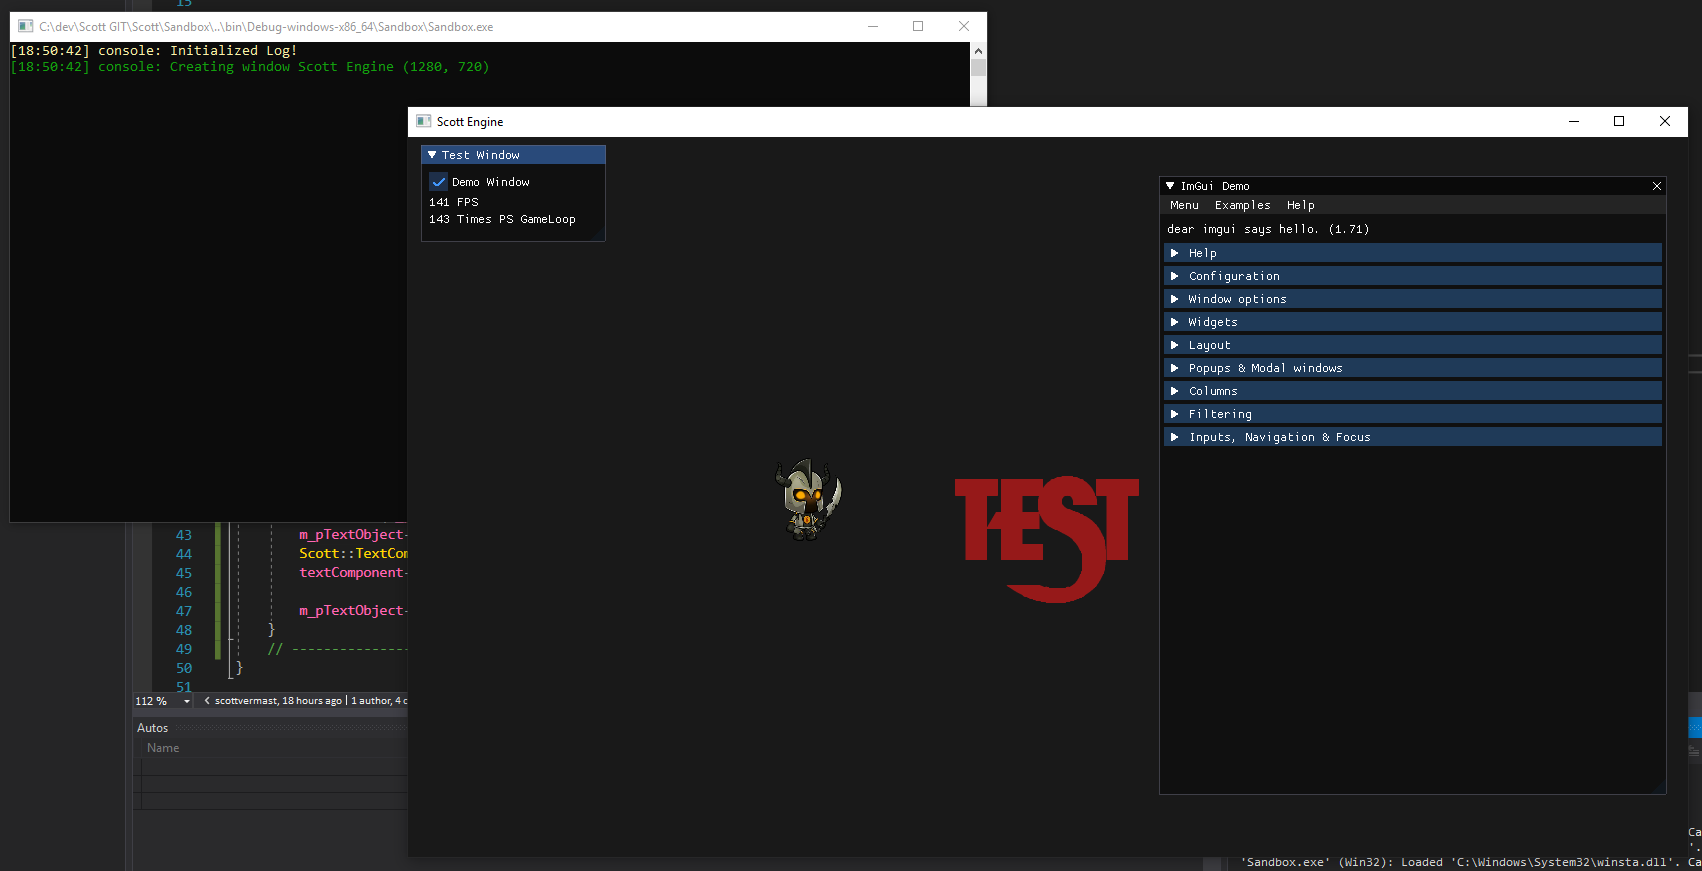 15
C:\dev\Scott GIT\Scott\Sandbox\..\bin\Debug-windows-x86_64\Sandbox\Sandbox.exe
[18:50:42] console: Initialized Log!
[18:50:42] console: Creating window Scott Engine (1280, 720)
Scott Engine
Test Window
Demo Window
141 FPS
143 Times PS GameLoop
ImGui Demo
Menu Examples Help
dear imgui says hello. (1.71)
Help
Configuration
Window options
Widgets
Layout
Popups & Modal windows
Columns
Filtering
Inputs, Navigation & Focus
TEST
43 m_pTextObject-
44 Scott::TextCom
45 textComponent-
46
47 m_pTextObject-
48 }
49 // ---------------
50 }
51
112 % scottvermast, 18 hours ago | 1 author, 4 c
Autos
Name
Ca
'.
'Sandbox.exe' (Win32): Loaded 'C:\Windows\System32\winsta.dll'. Ca